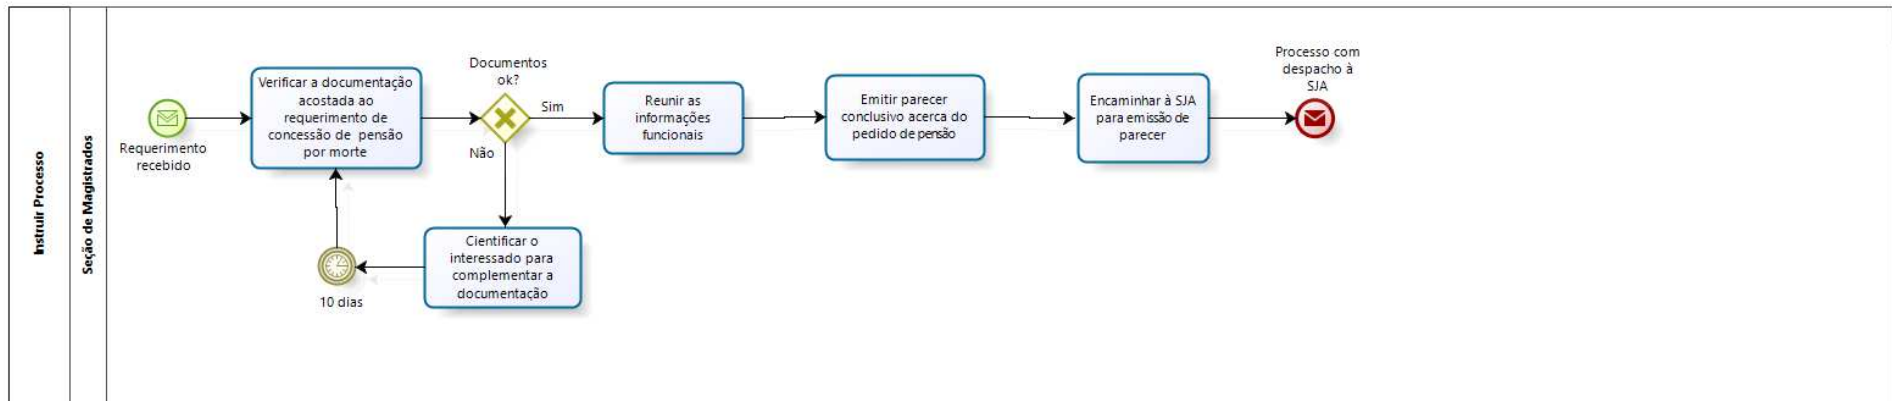 Instruir Processo
Seção de Magistrados
Requerimento
recebido
Verificar a documentação
acostada ao
requerimento de
concessão de pensão
por morte
Documentos
ok?
Sim
Não
Cientificar o
interessado para
complementar a
documentação
10 dias
Reunir as
informações
funcionais
Emitir parecer
conclusivo acerca do
pedido de pensão
Encaminhar à SJA
para emissão de
parecer
Processo com
despacho à
SJA